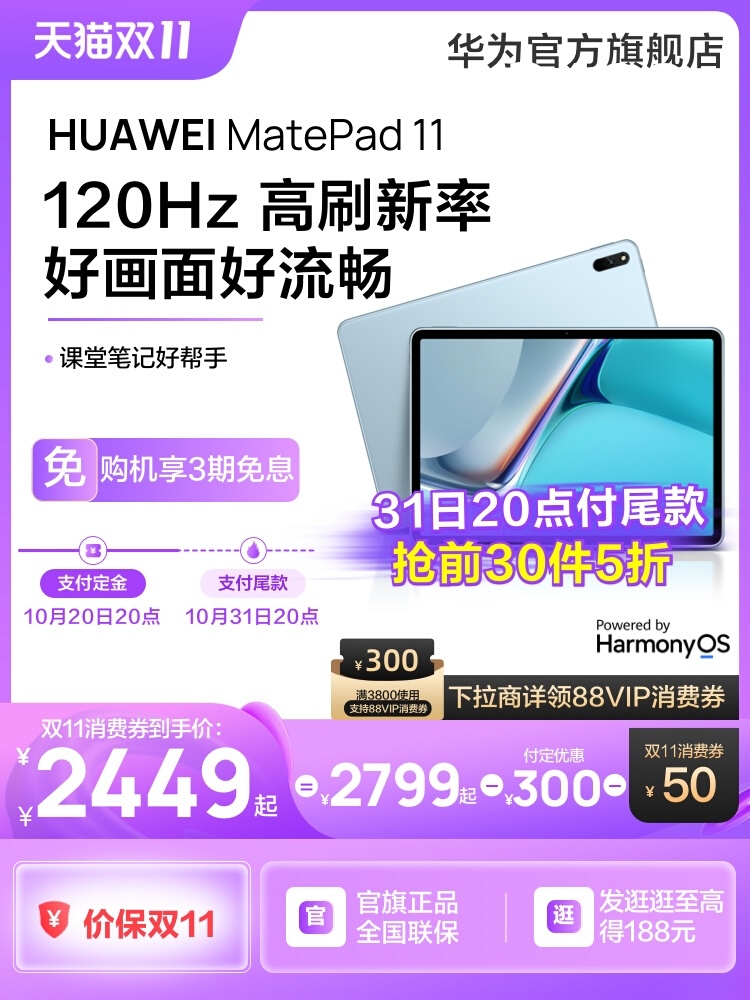 天猫双11
华为官方旗舰店
HUAWEI MatePad 11
120Hz 高刷新率
好画面好流畅
课堂笔记好帮手
免 购机享3期免息
31日20点付尾款
抢前30件5折
支付定金
支付尾款
10月20日20点
10月31日20点
Powered by
HarmonyOS
¥300
满3800使用
支持88VIP消费券
下拉商详领88VIP消费券
双11消费券到手价:
¥
¥2449起
=¥2799起-
付定优惠
¥300-
双11消费券
¥50
¥ 价保双11
官
官旗正品
全国联保
逛
发逛逛至高
得188元